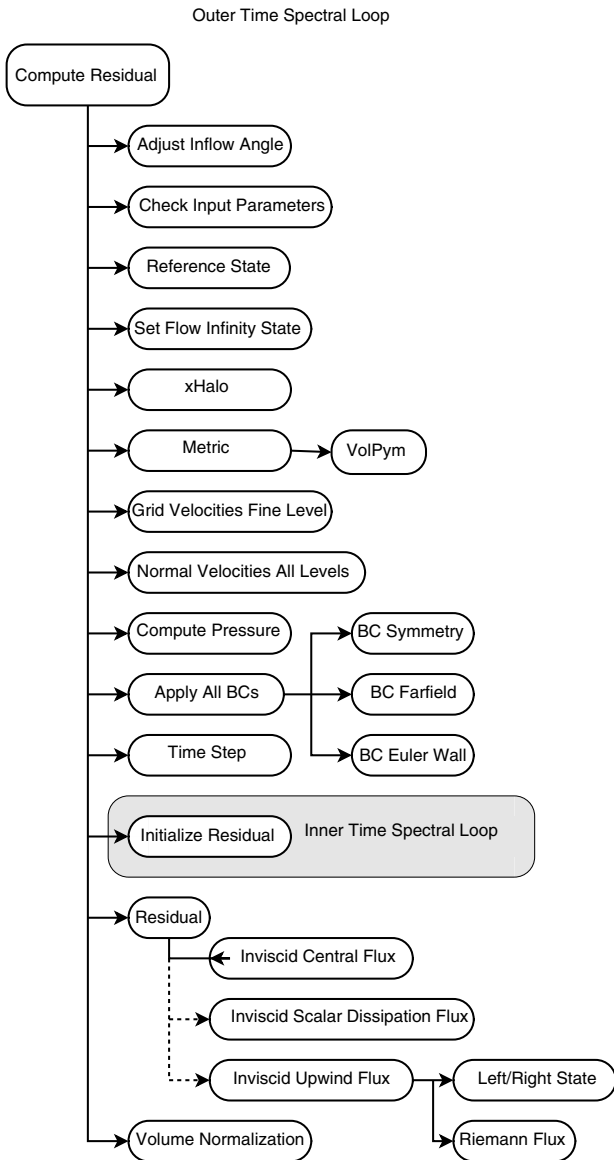 Outer Time Spectral Loop
Compute Residual
Adjust Inflow Angle
Check Input Parameters
Reference State
Set Flow Infinity State
xHalo
Metric
VolPym
Grid Velocities Fine Level
Normal Velocities All Levels
Compute Pressure
BC Symmetry
Apply All BCs
BC Farfield
Time Step
BC Euler Wall
Initialize Residual
Inner Time Spectral Loop
Residual
Inviscid Central Flux
Inviscid Scalar Dissipation Flux
Inviscid Upwind Flux
Left/Right State
Volume Normalization
Riemann Flux